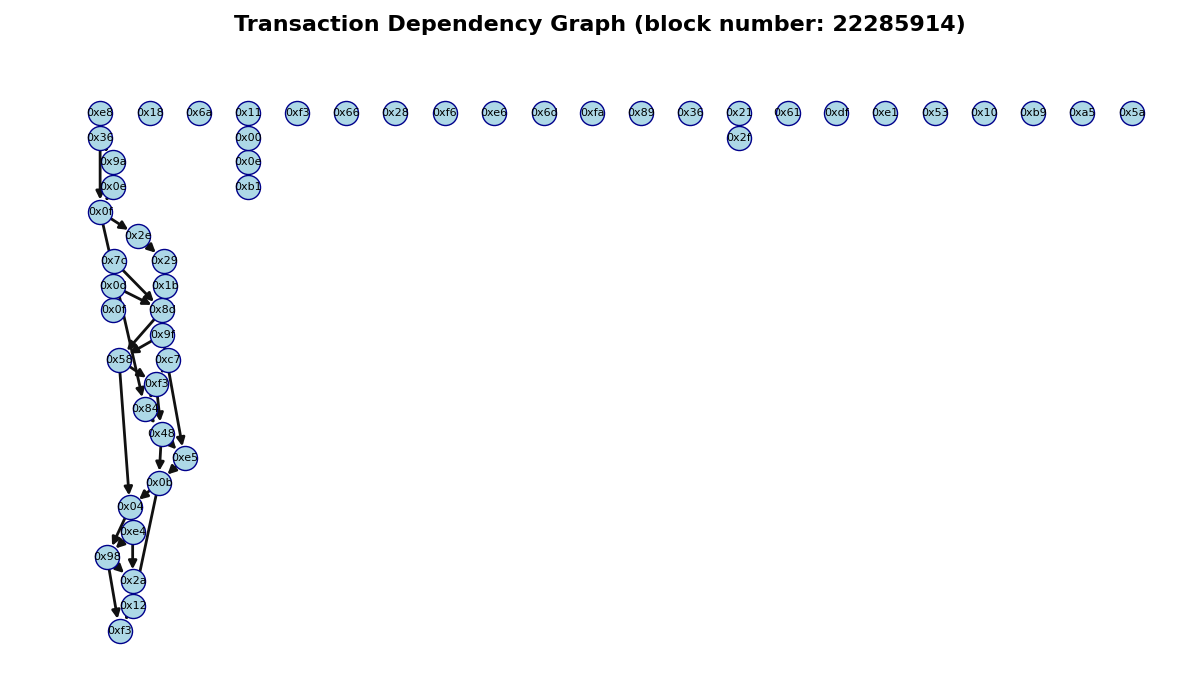 Transaction Dependency Graph (block number: 22285914)
0xe8 0x18 0x6a 0x11 0xf3 0x66 0x28 0xf6 0xe6 0x6d 0xfa 0x89 0x36 0x21 0x61 0xdf 0xe1 0x53 0x10 0xb9 0xa5 0x5a
0x36 0x00 0x2f
0x9a 0x0e
0x0e 0xb1
0x0f
0x2e
0x7c 0x29
0x0d 0x1b
0x0f 0x8d
0x9f
0x58 0xc7
0xf3
0x84
0x48
0xe5
0x0b
0x04
0xe4
0x98
0x2a
0x12
0xf3